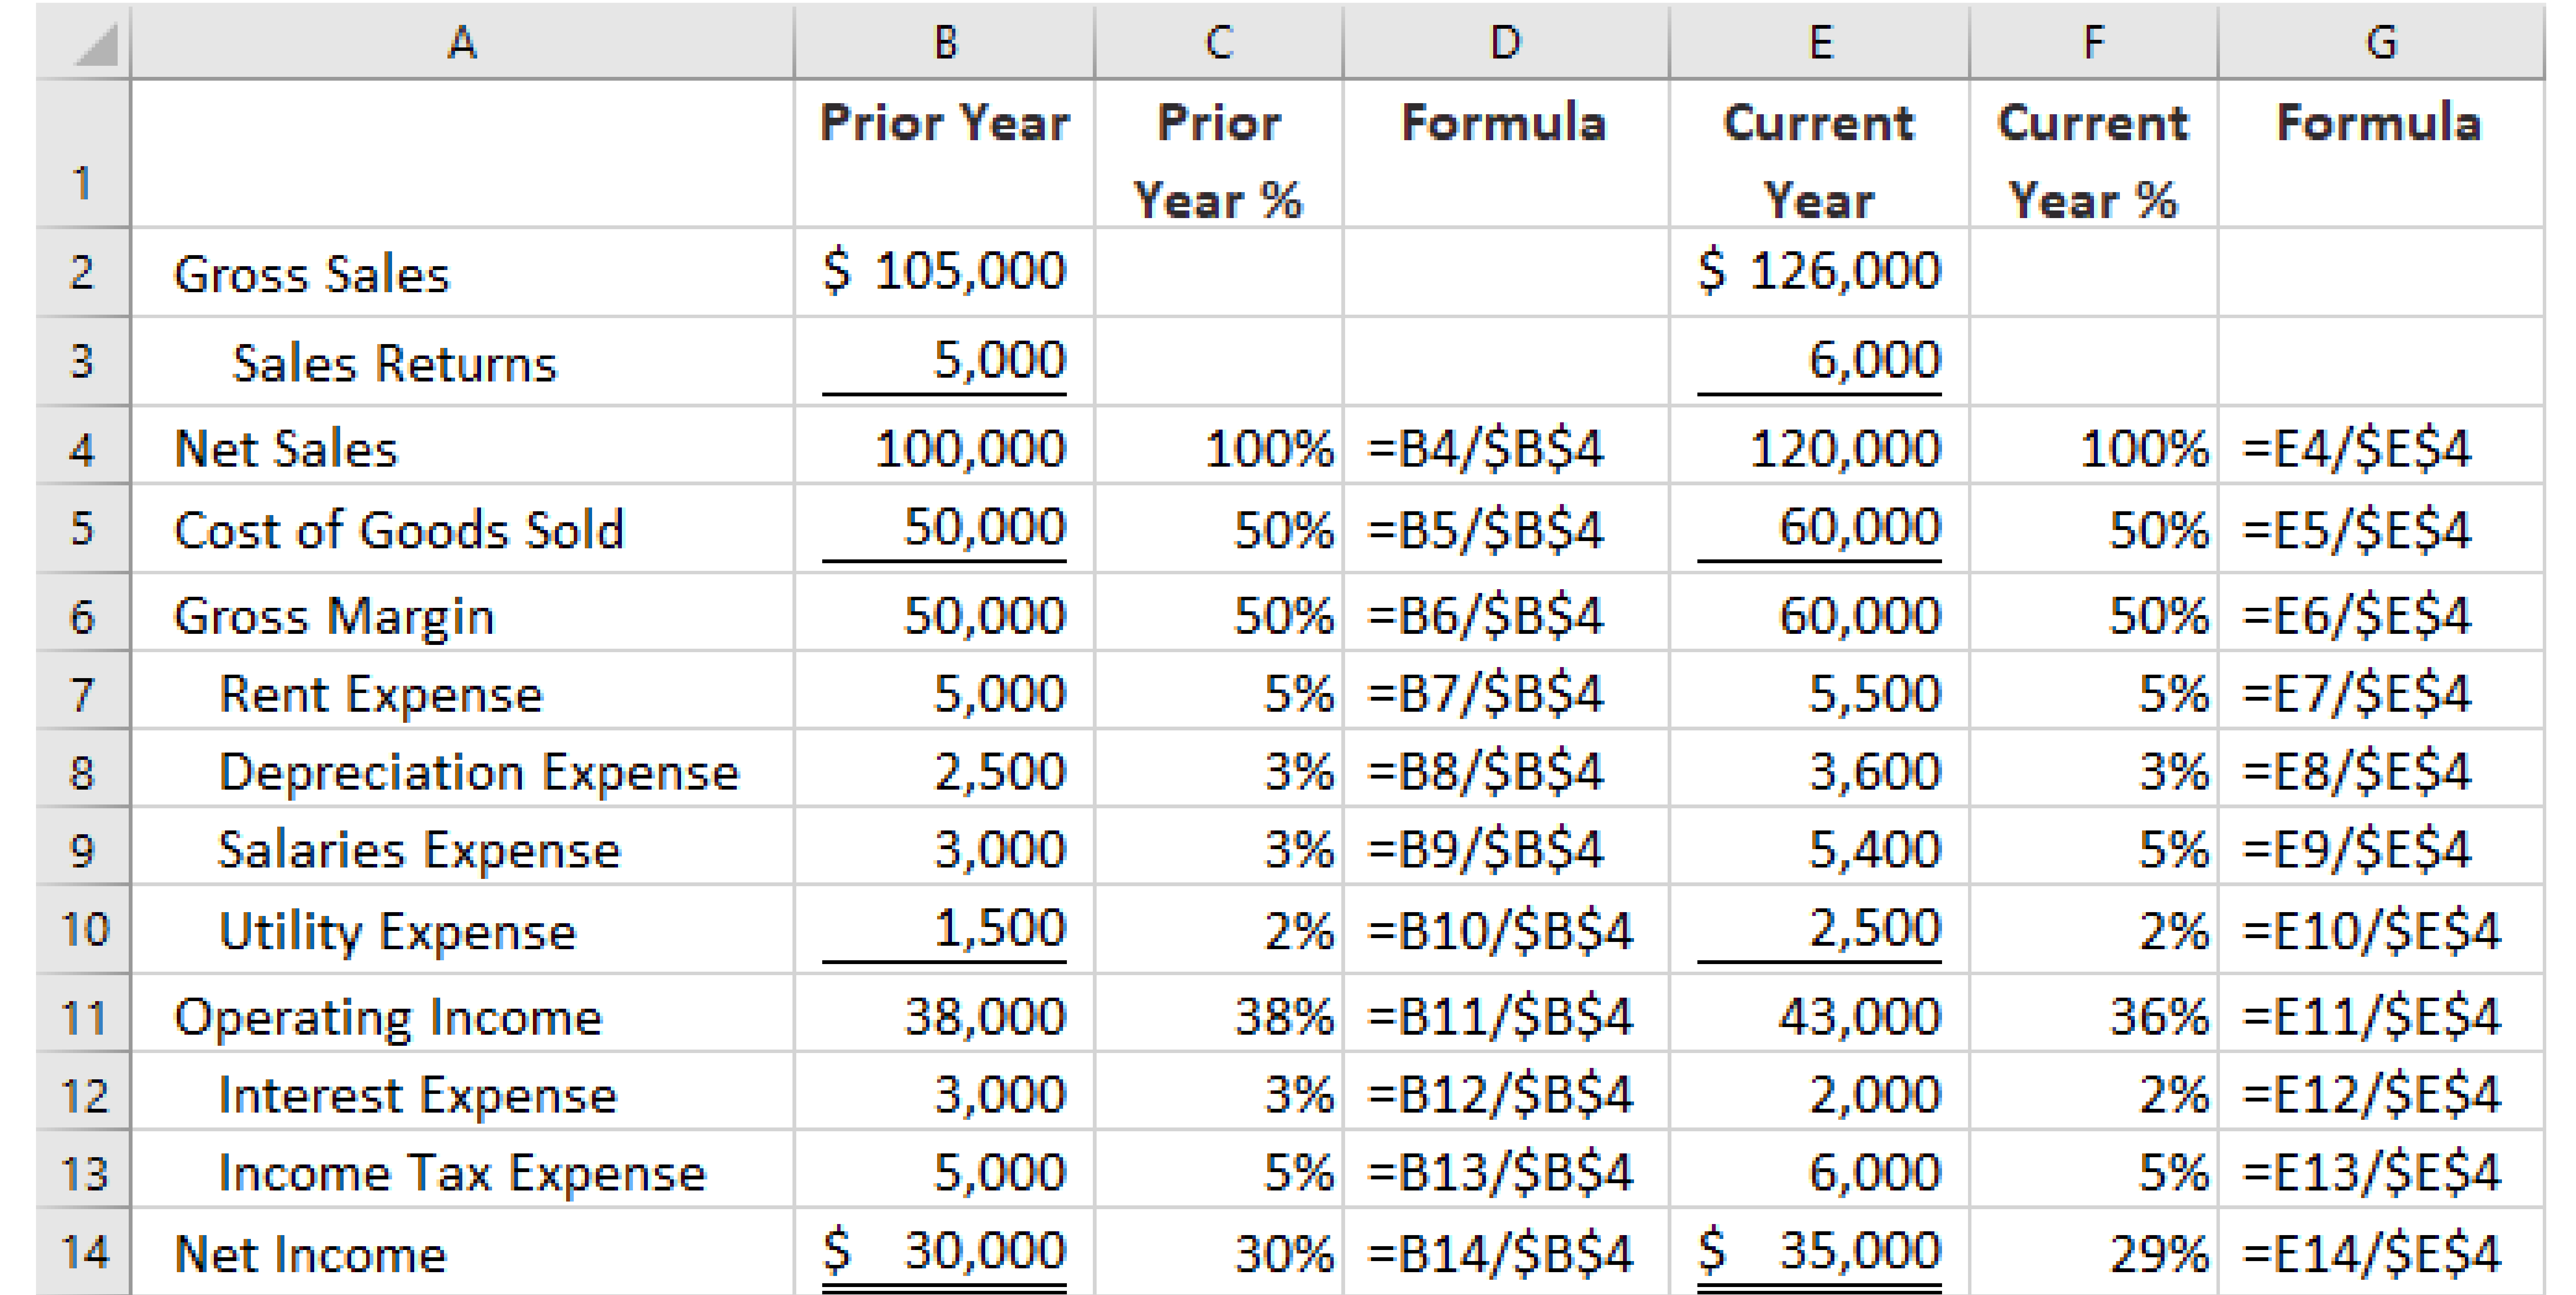 A B C D E F G
1 Prior Year Prior Year % Formula Current Year Current Year % Formula
2 Gross Sales $ 105,000 $ 126,000
3 Sales Returns 5,000 6,000
4 Net Sales 100,000 100% =B4/$B$4 120,000 100% =E4/$E$4
5 Cost of Goods Sold 50,000 50% =B5/$B$4 60,000 50% =E5/$E$4
6 Gross Margin 50,000 50% =B6/$B$4 60,000 50% =E6/$E$4
7 Rent Expense 5,000 5% =B7/$B$4 5,500 5% =E7/$E$4
8 Depreciation Expense 2,500 3% =B8/$B$4 3,600 3% =E8/$E$4
9 Salaries Expense 3,000 3% =B9/$B$4 5,400 5% =E9/$E$4
10 Utility Expense 1,500 2% =B10/$B$4 2,500 2% =E10/$E$4
11 Operating Income 38,000 38% =B11/$B$4 43,000 36% =E11/$E$4
12 Interest Expense 3,000 3% =B12/$B$4 2,000 2% =E12/$E$4
13 Income Tax Expense 5,000 5% =B13/$B$4 6,000 5% =E13/$E$4
14 Net Income $ 30,000 30% =B14/$B$4 $ 35,000 29% =E14/$E$4